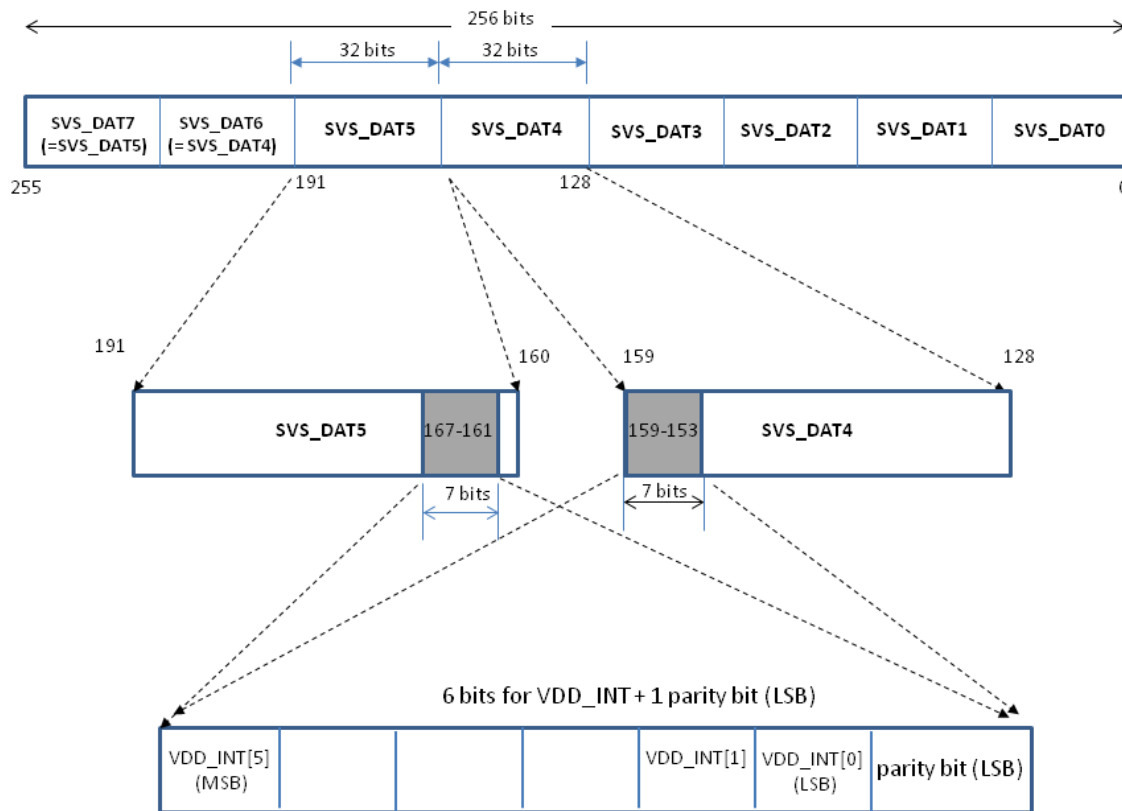 256 bits
32 bits
32 bits
SVS_DAT7
(=SVS_DAT5)
SVS_DAT6
(= SVS_DAT4)
SVS_DAT5
SVS_DAT4
SVS_DAT3
SVS_DAT2
SVS_DAT1
SVS_DAT0
255
191
128
0
191
160
159
128
SVS_DAT5
167-161
159-153
SVS_DAT4
7 bits
7 bits
6 bits for VDD_INT + 1 parity bit (LSB)
VDD_INT[5]
(MSB)
VDD_INT[1]
VDD_INT[0]
(LSB)
parity bit (LSB)